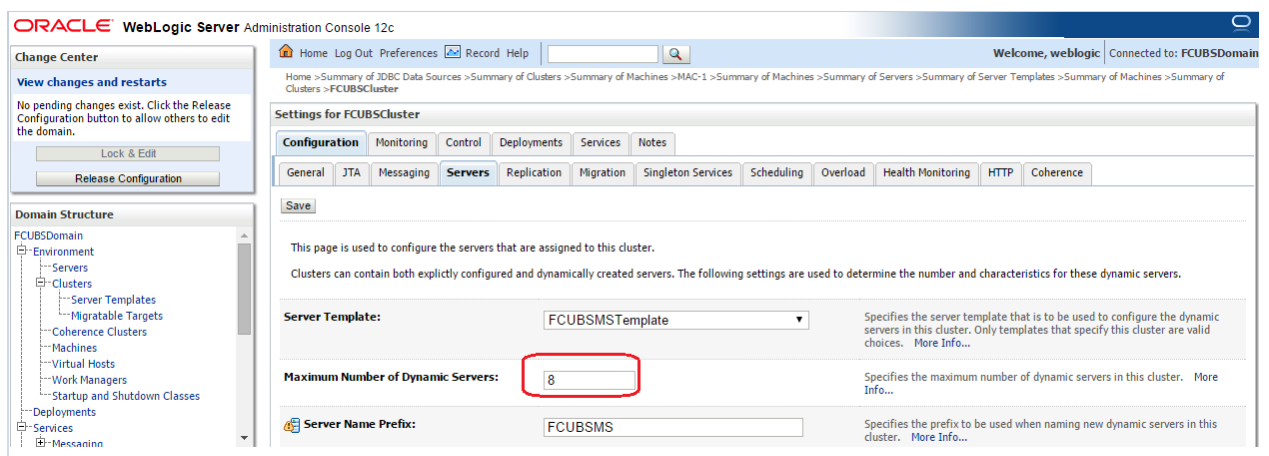 ORACLE WebLogic Server Administration Console 12c
Change Center
View changes and restarts
No pending changes exist. Click the Release
Configuration button to allow others to edit
the domain.
Lock & Edit
Release Configuration
Domain Structure
FCUBSDomain
Environment
Servers
Clusters
Server Templates
Migratable Targets
Coherence Clusters
Machines
Virtual Hosts
Work Managers
Startup and Shutdown Classes
Deployments
Services
Messaging
Home Log Out Preferences Record Help
Welcome, weblogic Connected to: FCUBSDomain
Home >Summary of JDBC Data Sources >Summary of Clusters >Summary of Machines >MAC-1 >Summary of Machines >Summary of Servers >Summary of Server Templates >Summary of Machines >Summary of
Clusters >FCUBSCluster
Settings for FCUBSCluster
Configuration Monitoring Control Deployments Services Notes
General JTA Messaging Servers Replication Migration Singleton Services Scheduling Overload Health Monitoring HTTP Coherence
Save
This page is used to configure the servers that are assigned to this cluster.
Clusters can contain both explictly configured and dynamically created servers. The following settings are used to determine the number and characteristics for these dynamic servers.
Server Template:
FCUBSMSTemplate
Specifies the server template that is to be used to configure the dynamic
servers in this cluster. Only templates that specify this cluster are valid
choices. More Info...
Maximum Number of Dynamic Servers:
8
Specifies the maximum number of dynamic servers in this cluster. More
Info...
Server Name Prefix:
FCUBSMS
Specifies the prefix to be used when naming new dynamic servers in this
cluster. More Info...